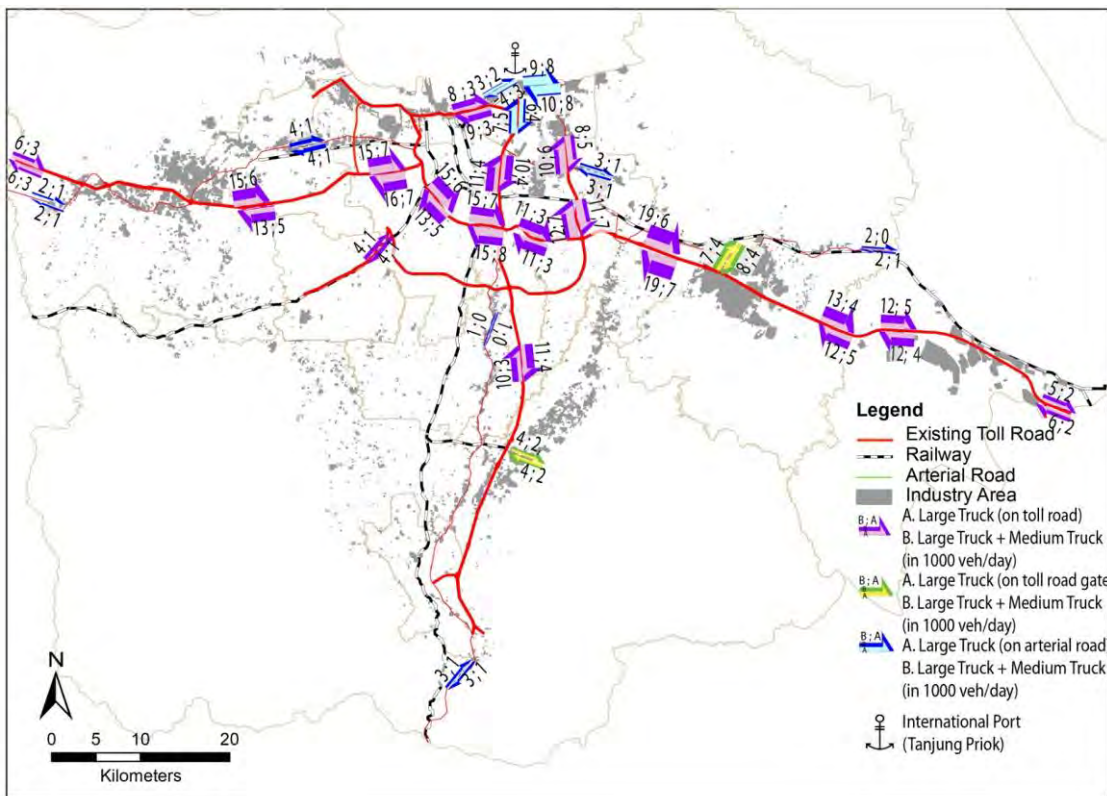 9; 8
8; 3
3; 2
4; 3
10; 8
7; 5
9; 3
8; 5
4; 1
4; 1
11; 4
10; 4
3; 1
3; 1
6; 3
6; 3
2; 1
2; 1
15; 7
16; 7
15; 6
13; 5
15; 6
13; 5
15; 7
15; 8
11; 3
11; 3
11; 7
19; 6
19; 7
4; 1
4; 1
7; 4
8; 4
2; 0
2; 1
1; 0
1; 0
13; 4
12; 5
12; 5
12; 4
10; 3
11; 4
5; 2
6; 2
4; 2
4; 2
3; 1
3; 1
Legend
Existing Toll Road
Railway
Arterial Road
Industry Area
B ; A
A. Large Truck (on toll road)
B. Large Truck + Medium Truck
(in 1000 veh/day)
B ; A
B
A
A. Large Truck (on toll road gate
B. Large Truck + Medium Truck
(in 1000 veh/day)
B ; A
B
A
A. Large Truck (on arterial road
B. Large Truck + Medium Truck
(in 1000 veh/day)
International Port
(Tanjung Priok)
N
0 5 10 20
Kilometers